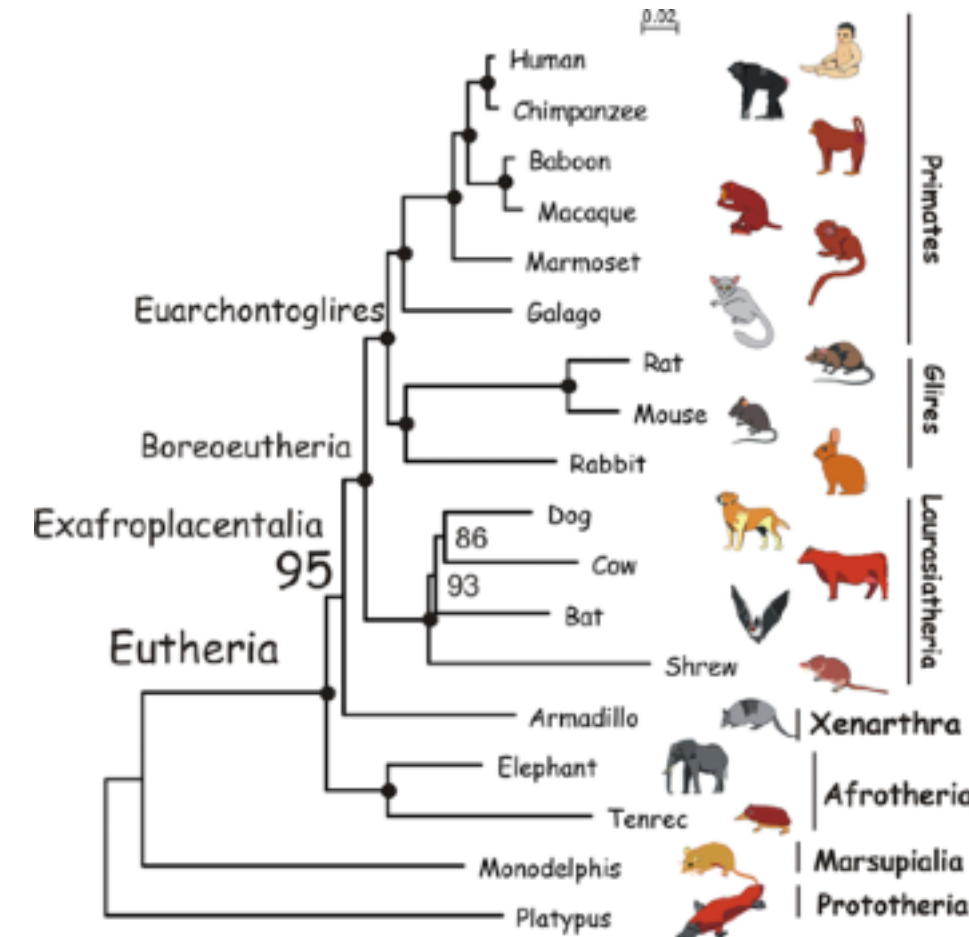 0.02
Human
Chimpanzee
Baboon
Macaque
Marmoset
Galago
Primates
Euarchontoglires
Rat
Mouse
Rabbit
Glires
Boreoeutheria
Exafroplacentalia
95
Dog
86
Cow
93
Bat
Shrew
Laurasiatheria
Eutheria
Armadillo
Xenarthra
Elephant
Tenrec
Afrotheria
Monodelphis
Marsupialia
Platypus
Prototheria